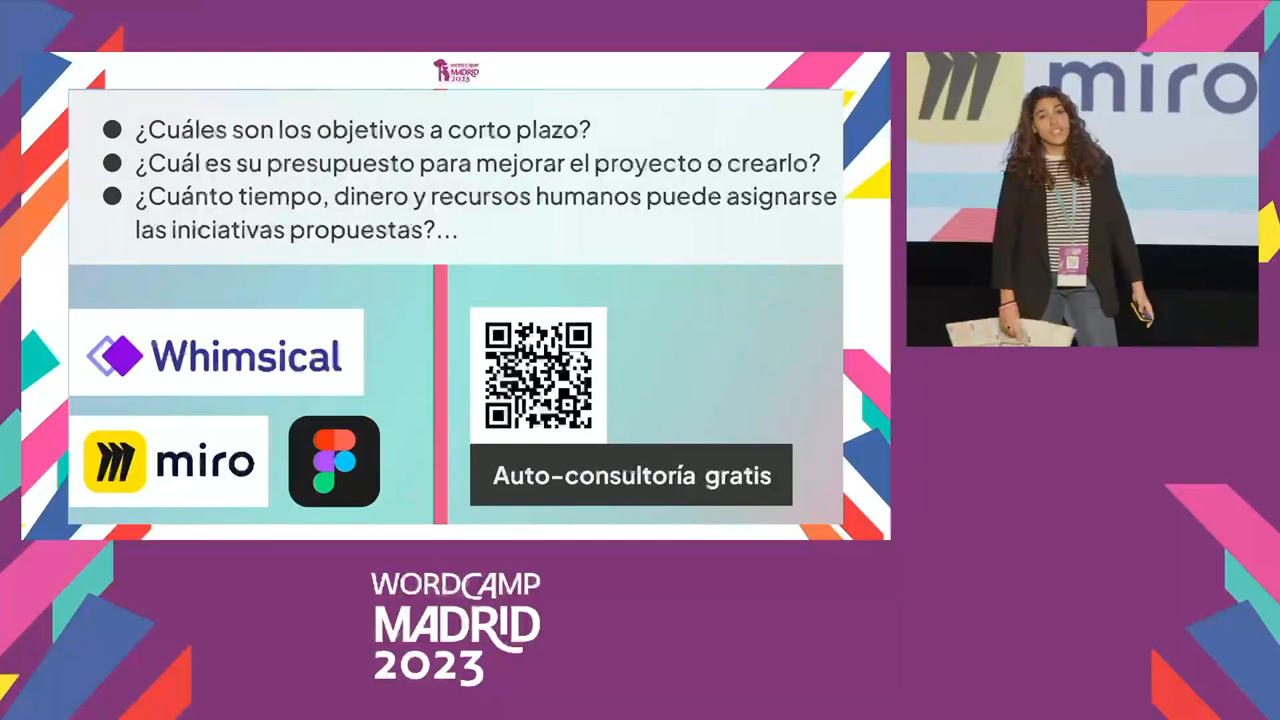 WORDCAMP
MADRID
2023
¿Cuáles son los objetivos a corto plazo?
¿Cuál es su presupuesto para mejorar el proyecto o crearlo?
¿Cuánto tiempo, dinero y recursos humanos puede asignarse
las iniciativas propuestas?...
Whimsical
miro
Auto-consultoría gratis
miro
WORDCAMP
MADRID
2023